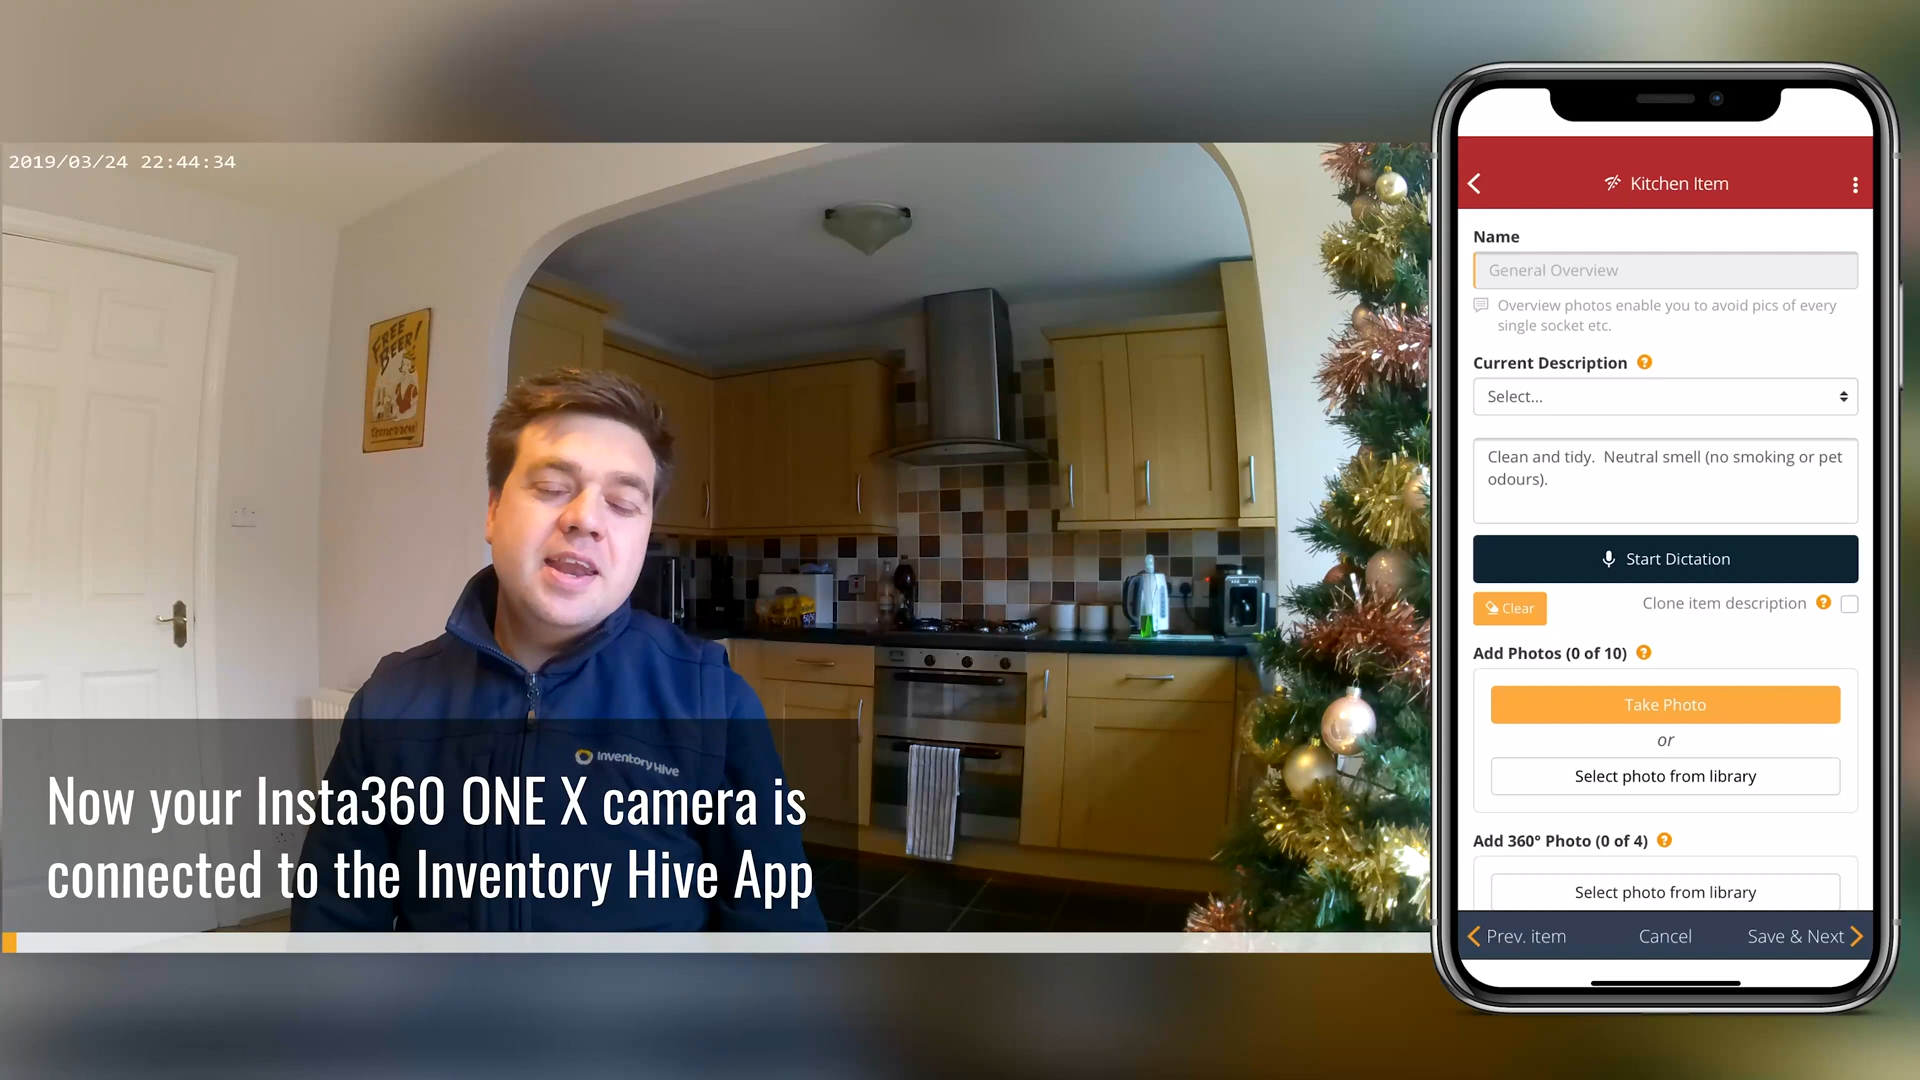 2019/03/24 22:44:34
FREE
BEER!
tomorrow!
Inventory Hive
Now your Insta360 ONE X camera is
connected to the Inventory Hive App
Kitchen Item
Name
General Overview
Overview photos enable you to avoid pics of every
single socket etc.
Current Description
Select...
Clean and tidy.  Neutral smell (no smoking or pet
odours).
Start Dictation
Clear
Clone item description
Add Photos (0 of 10)
Take Photo
or
Select photo from library
Add 360° Photo (0 of 4)
Select photo from library
Prev. item
Cancel
Save & Next